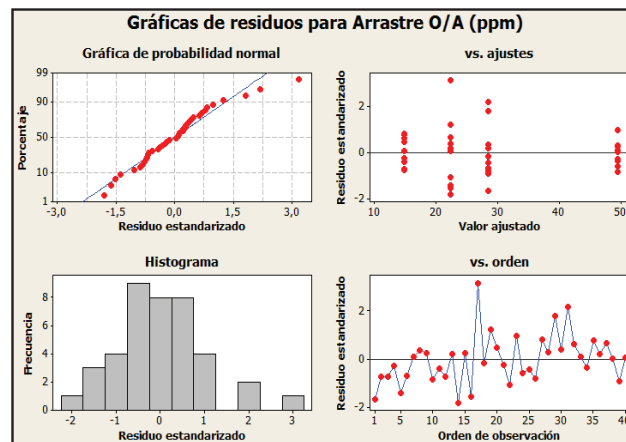 Gráficas de residuos para Arrastre O/A (ppm)
Gráfica de probabilidad normal
Porcentaje
99
90
50
10
1
-3,0 -1,5 0,0 1,5 3,0
Residuo estandarizado
vs. ajustes
Residuo estandarizado
2
0
-2
10 20 30 40 50
Valor ajustado
Histograma
Frecuencia
8
6
4
2
0
-2 -1 0 1 2 3
Residuo estandarizado
vs. orden
Residuo estandarizado
2
0
-2
1 5 10 15 20 25 30 35 40
Orden de observación